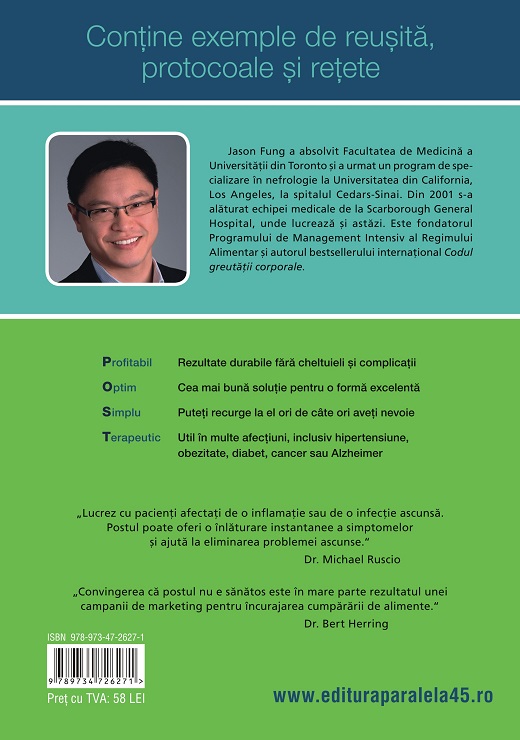 Conține exemple de reușită,
protocoale și rețete
Jason Fung a absolvit Facultatea de Medicină a
Universității din Toronto și a urmat un program de spe-
cializare în nefrologie la Universitatea din California,
Los Angeles, la spitalul Cedars-Sinai. Din 2001 s-a
alăturat echipei medicale de la Scarborough General
Hospital, unde lucrează și astăzi. Este fondatorul
Programului de Management Intensiv al Regimului
Alimentar și autorul bestsellerului internațional Codul
greutății corporale.
Profitabil Rezultate durabile fără cheltuieli și complicații
Optim Cea mai bună soluție pentru o formă excelentă
Simplu Puteți recurge la el ori de câte ori aveți nevoie
Terapeutic Util în multe afecțiuni, inclusiv hipertensiune,
obezitate, diabet, cancer sau Alzheimer
„Lucrez cu pacienți afectați de o inflamație sau de o infecție ascunsă.
Postul poate oferi o înlăturare instantanee a simptomelor
și ajută la eliminarea problemei ascunse.“
Dr. Michael Ruscio
„Convingerea că postul nu e sănătos este în mare parte rezultatul unei
campanii de marketing pentru încurajarea cumpărării de alimente.“
Dr. Bert Herring
ISBN 978-973-47-2627-1
9 789734 726271 >
Preț cu TVA: 58 LEI
www.edituraparalela45.ro